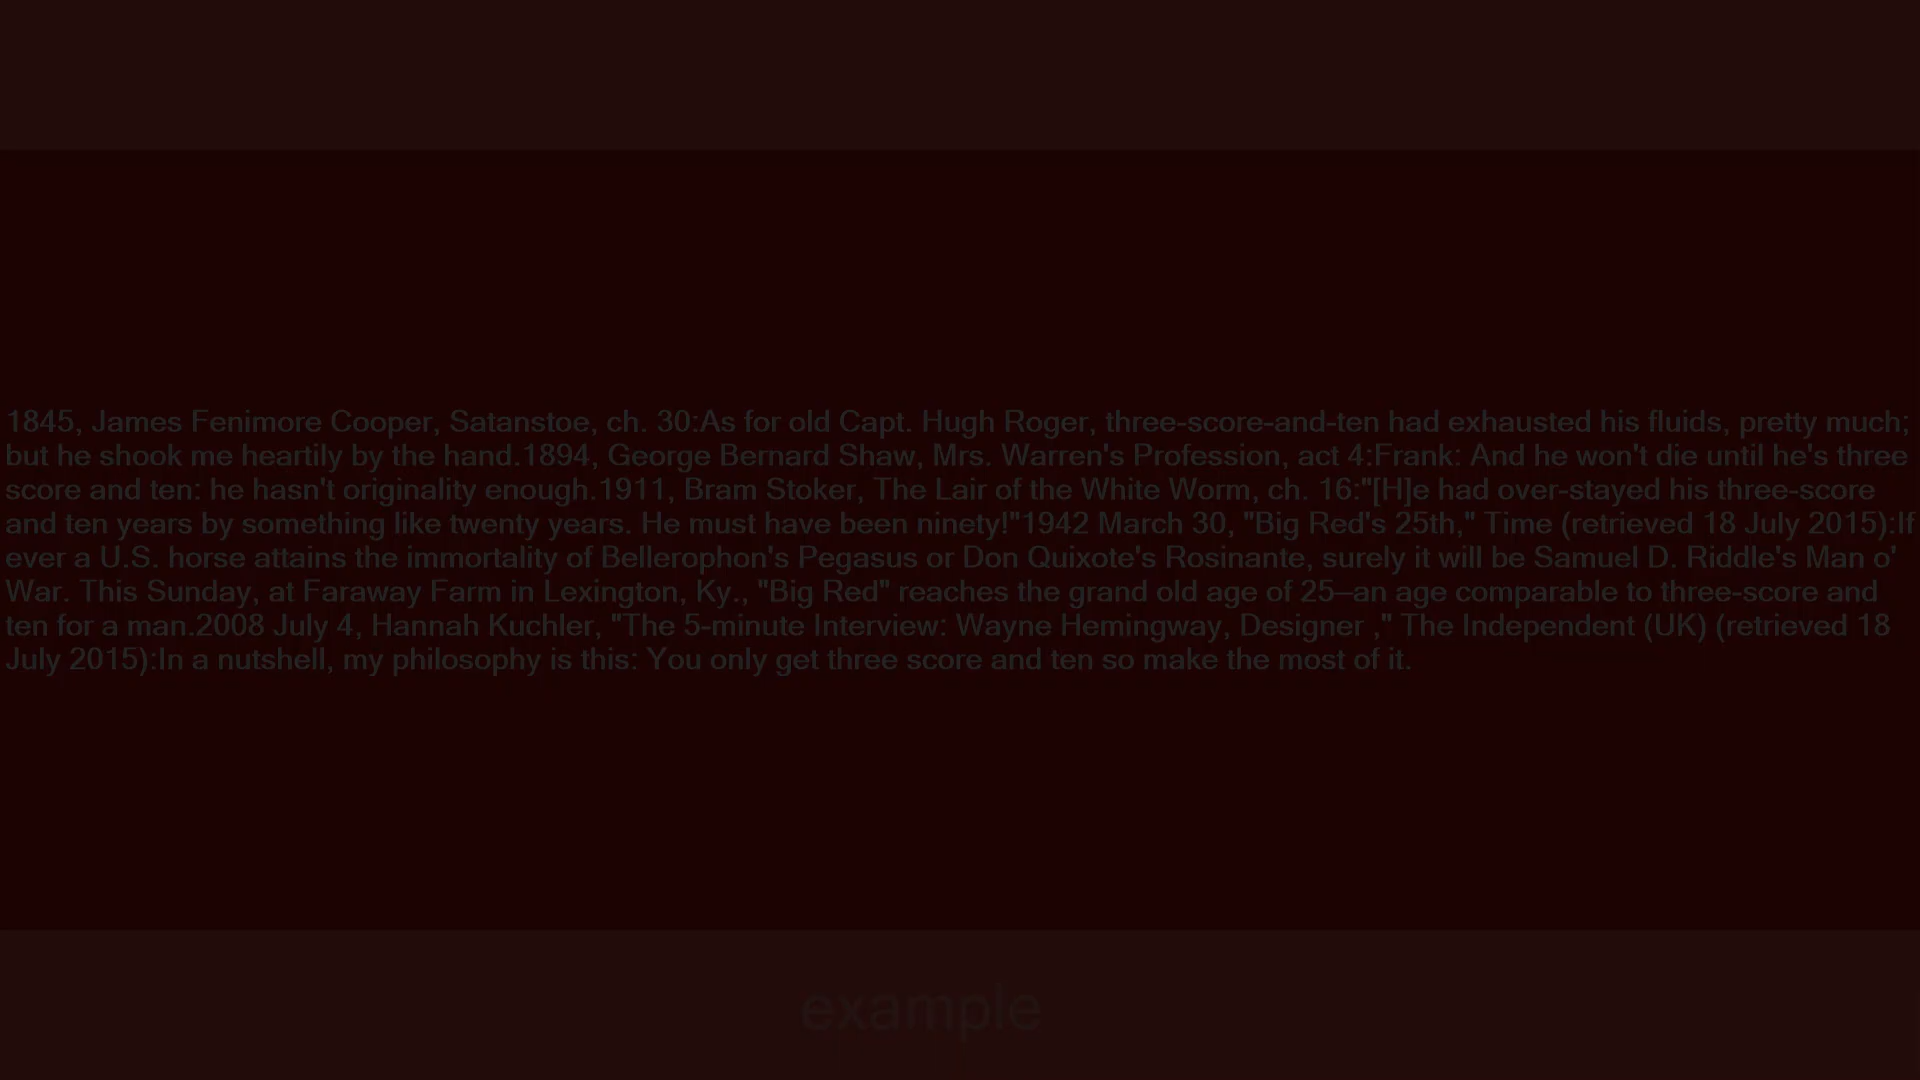 1845, James Fenimore Cooper, Satanstoe, ch. 30:As for old Capt. Hugh Roger, three-score-and-ten had exhausted his fluids, pretty much;
but he shook me heartily by the hand.1894, George Bernard Shaw, Mrs. Warren's Profession, act 4:Frank: And he won't die until he's three
score and ten: he hasn't originality enough.1911, Bram Stoker, The Lair of the White Worm, ch. 16:"[H]e had over-stayed his three-score
and ten years by something like twenty years. He must have been ninety!"1942 March 30, "Big Red's 25th," Time (retrieved 18 July 2015):If
ever a U.S. horse attains the immortality of Bellerophon's Pegasus or Don Quixote's Rosinante, surely it will be Samuel D. Riddle's Man o'
War. This Sunday, at Faraway Farm in Lexington, Ky., "Big Red" reaches the grand old age of 25—an age comparable to three-score and
ten for a man.2008 July 4, Hannah Kuchler, "The 5-minute Interview: Wayne Hemingway, Designer ," The Independent (UK) (retrieved 18
July 2015):In a nutshell, my philosophy is this: You only get three score and ten so make the most of it.
example